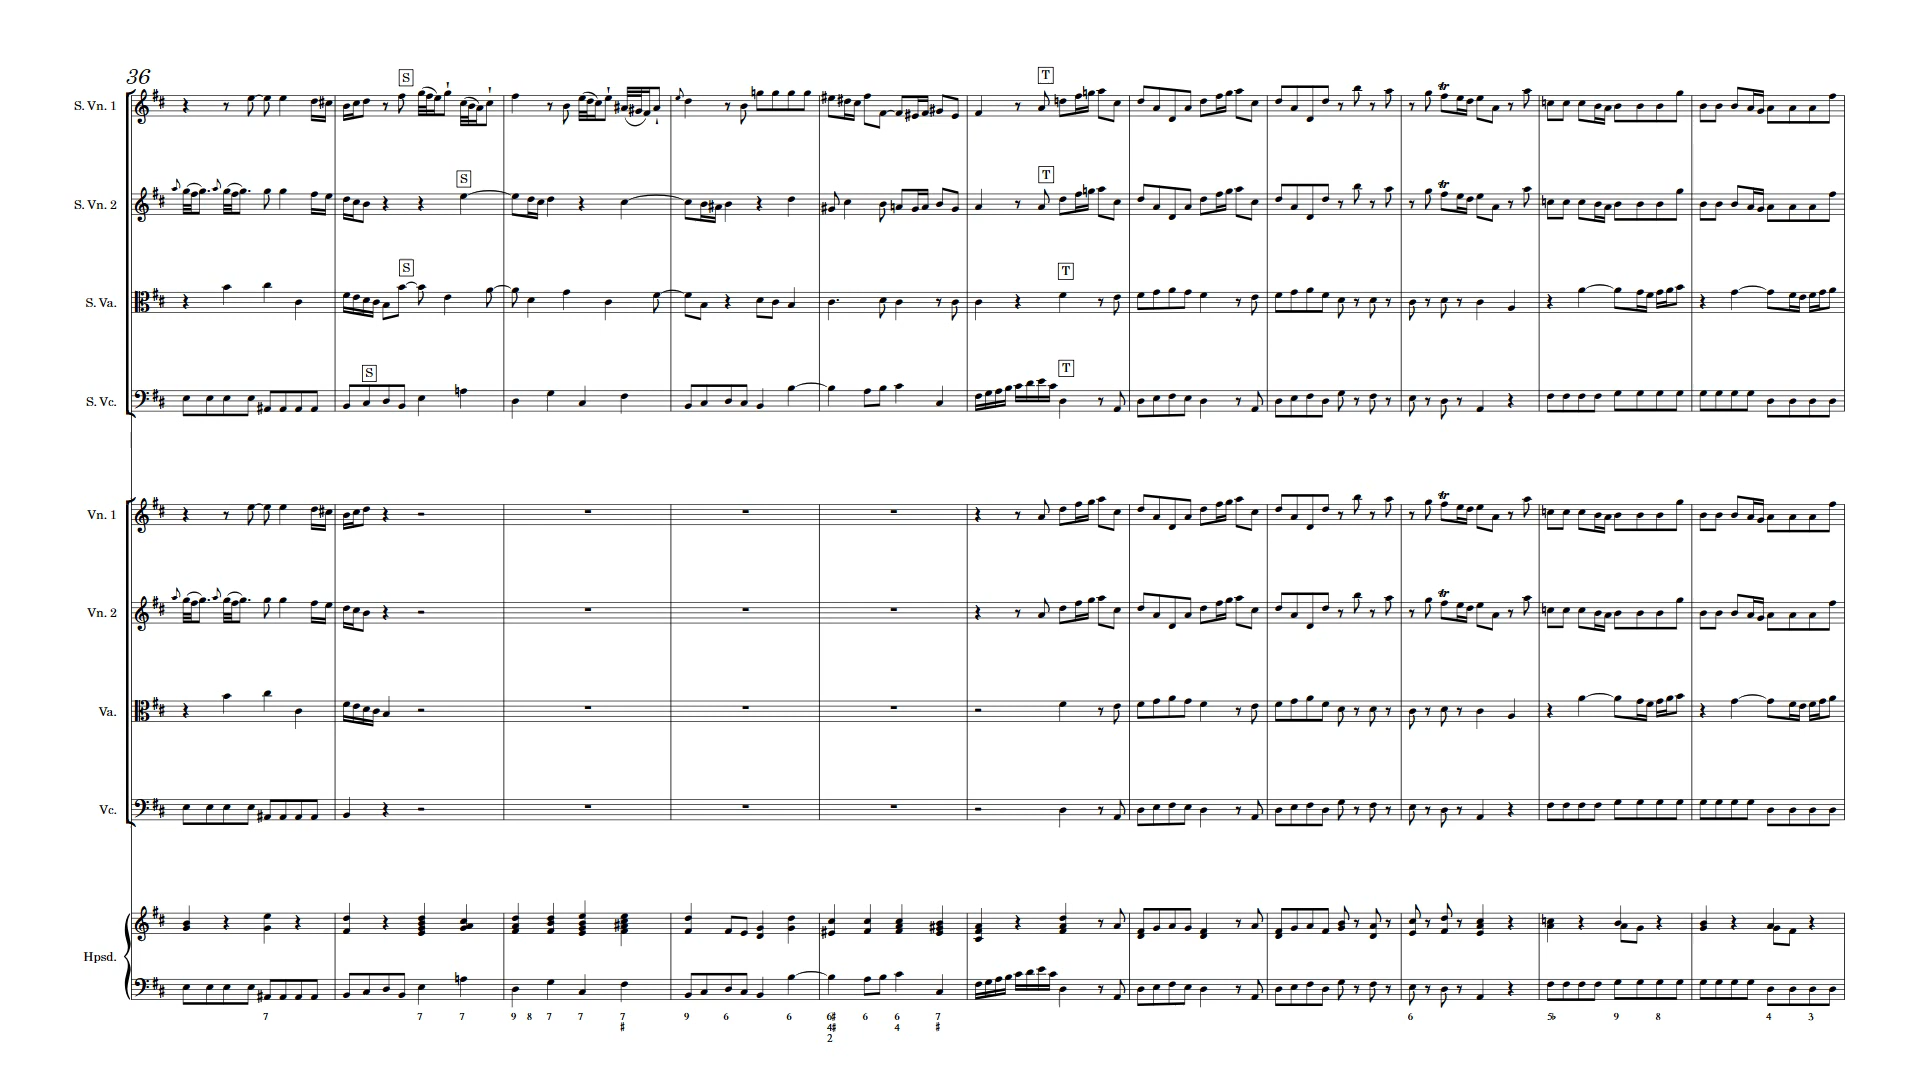 36
S. Vn. 1
S
T
S. Vn. 2
S
T
S. Va.
S
T
S. Vc.
S
T
Vn. 1
Vn. 2
Va.
Vc.
Hpsd.
7 7 7 9 8 7 7 7 9 6 6 6♯ 6 6 7 6 5♭ 9 8 4 3
♯ 4♯ 4 ♯
2